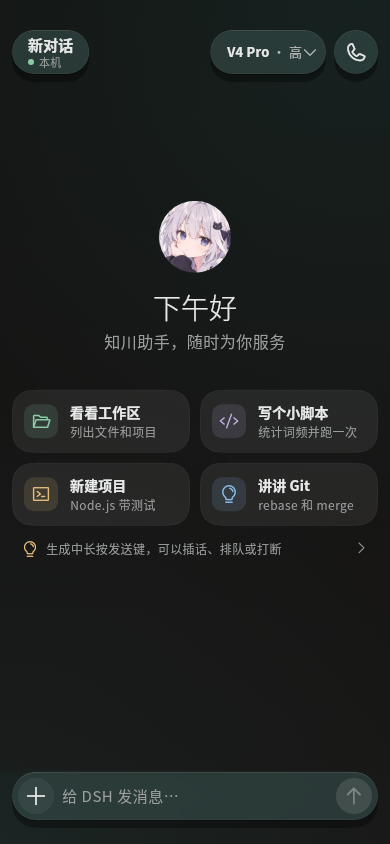 新对话
本机
V4 Pro · 高
下午好
知川助手，随时为你服务
看看工作区
列出文件和项目
写个小脚本
统计词频并跑一次
新建项目
Node.js 带测试
讲讲 Git
rebase 和 merge
生成中长按发送键，可以插话、排队或打断
给 DSH 发消息…